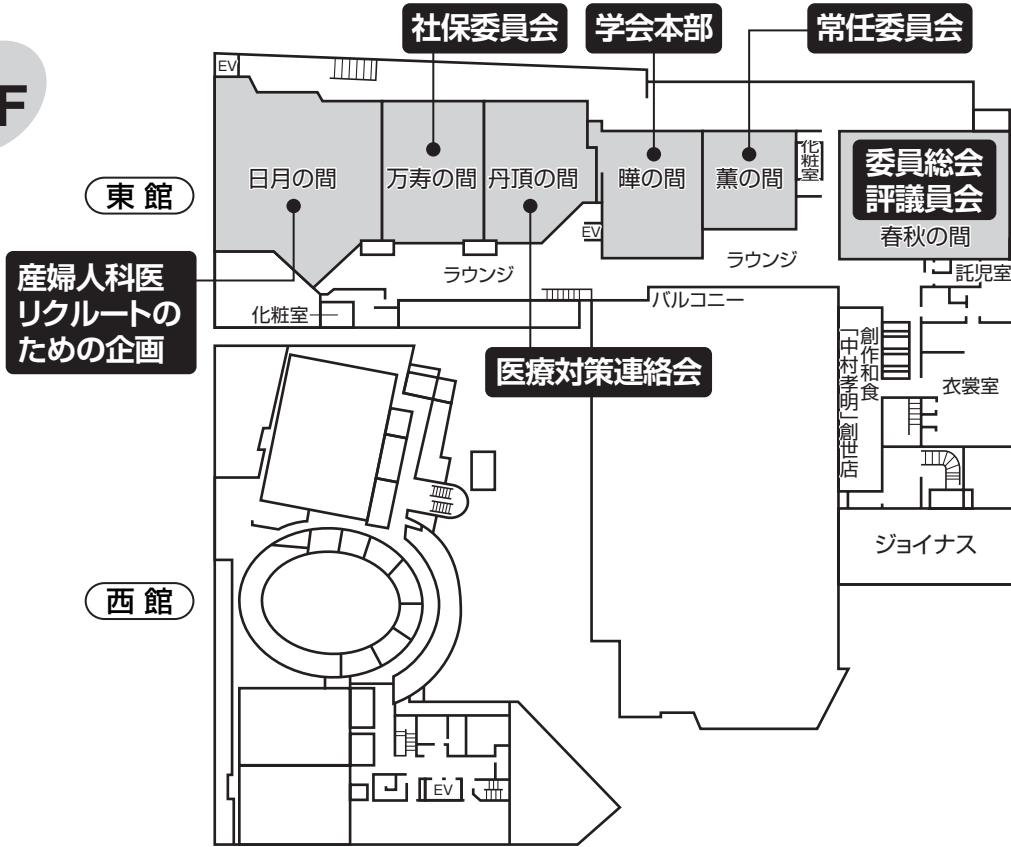 社保委員会
学会本部
常任委員会
F
EV
東 館
日月の間
万寿の間
丹頂の間
曄の間
薫の間
化粧室
委員総会
評議員会
春秋の間
EV
ラウンジ
ラウンジ
託児室
産婦人科医
リクルートの
ための企画
化粧室
バルコニー
医療対策連絡会
創作和食
「中村孝明」創世店
衣裳室
ジョイナス
西 館
EV